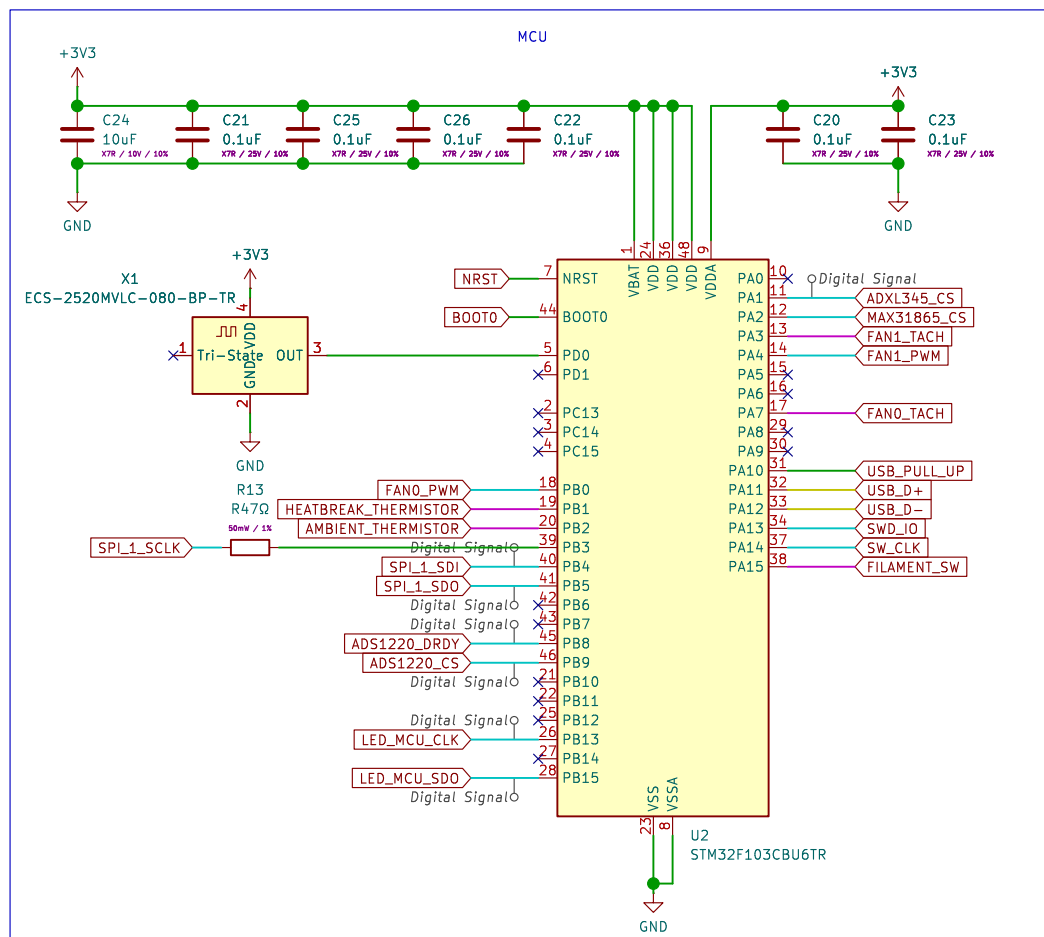 MCU
+3V3
+3V3
C24
10uF
X7R / 10V / 10%
C21
0.1uF
X7R / 25V / 10%
C25
0.1uF
X7R / 25V / 10%
C26
0.1uF
X7R / 25V / 10%
C22
0.1uF
X7R / 25V / 10%
C20
0.1uF
X7R / 25V / 10%
C23
0.1uF
X7R / 25V / 10%
GND
GND
+3V3
X1
ECS-2520MVLC-080-BP-TR
4
VDD
1
Tri-State
OUT
3
GND
2
GND
1
24
36
48
9
VBAT
VDD
VDD
VDD
VDDA
NRST
7
NRST
BOOT0
44
BOOT0
5
PD0
6
PD1
2
PC13
3
PC14
4
PC15
FAN0_PWM
18
PB0
HEATBREAK_THERMISTOR
19
PB1
AMBIENT_THERMISTOR
20
PB2
R13
R47Ω
50mW / 1%
SPI_1_SCLK
39
PB3
Digital Signal
SPI_1_SDI
40
PB4
SPI_1_SDO
41
PB5
Digital Signal
42
PB6
Digital Signal
43
PB7
ADS1220_DRDY
45
PB8
ADS1220_CS
46
PB9
Digital Signal
21
PB10
22
PB11
Digital Signal
25
PB12
LED_MCU_CLK
26
PB13
27
PB14
LED_MCU_SDO
28
PB15
Digital Signal
PA0
10
Digital Signal
PA1
11
ADXL345_CS
PA2
12
MAX31865_CS
PA3
13
FAN1_TACH
PA4
14
FAN1_PWM
PA5
15
PA6
16
PA7
17
FAN0_TACH
PA8
29
PA9
30
PA10
31
USB_PULL_UP
PA11
32
USB_D+
PA12
33
USB_D-
PA13
34
SWD_IO
PA14
37
SW_CLK
PA15
38
FILAMENT_SW
VSS
VSSA
23
8
U2
STM32F103CBU6TR
GND